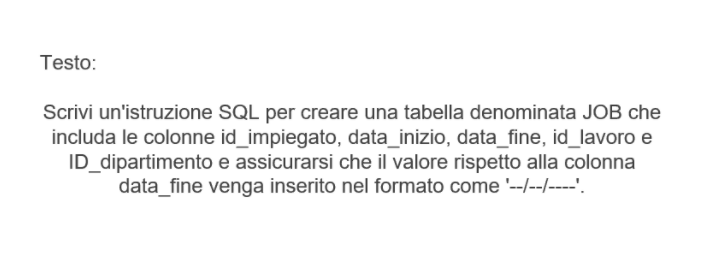 Testo:
Scrivi un'istruzione SQL per creare una tabella denominata JOB che
includa le colonne id_impiegato, data_inizio, data_fine, id_lavoro e
ID_dipartimento e assicurarsi che il valore rispetto alla colonna
data_fine venga inserito nel formato come '--/--/----'.